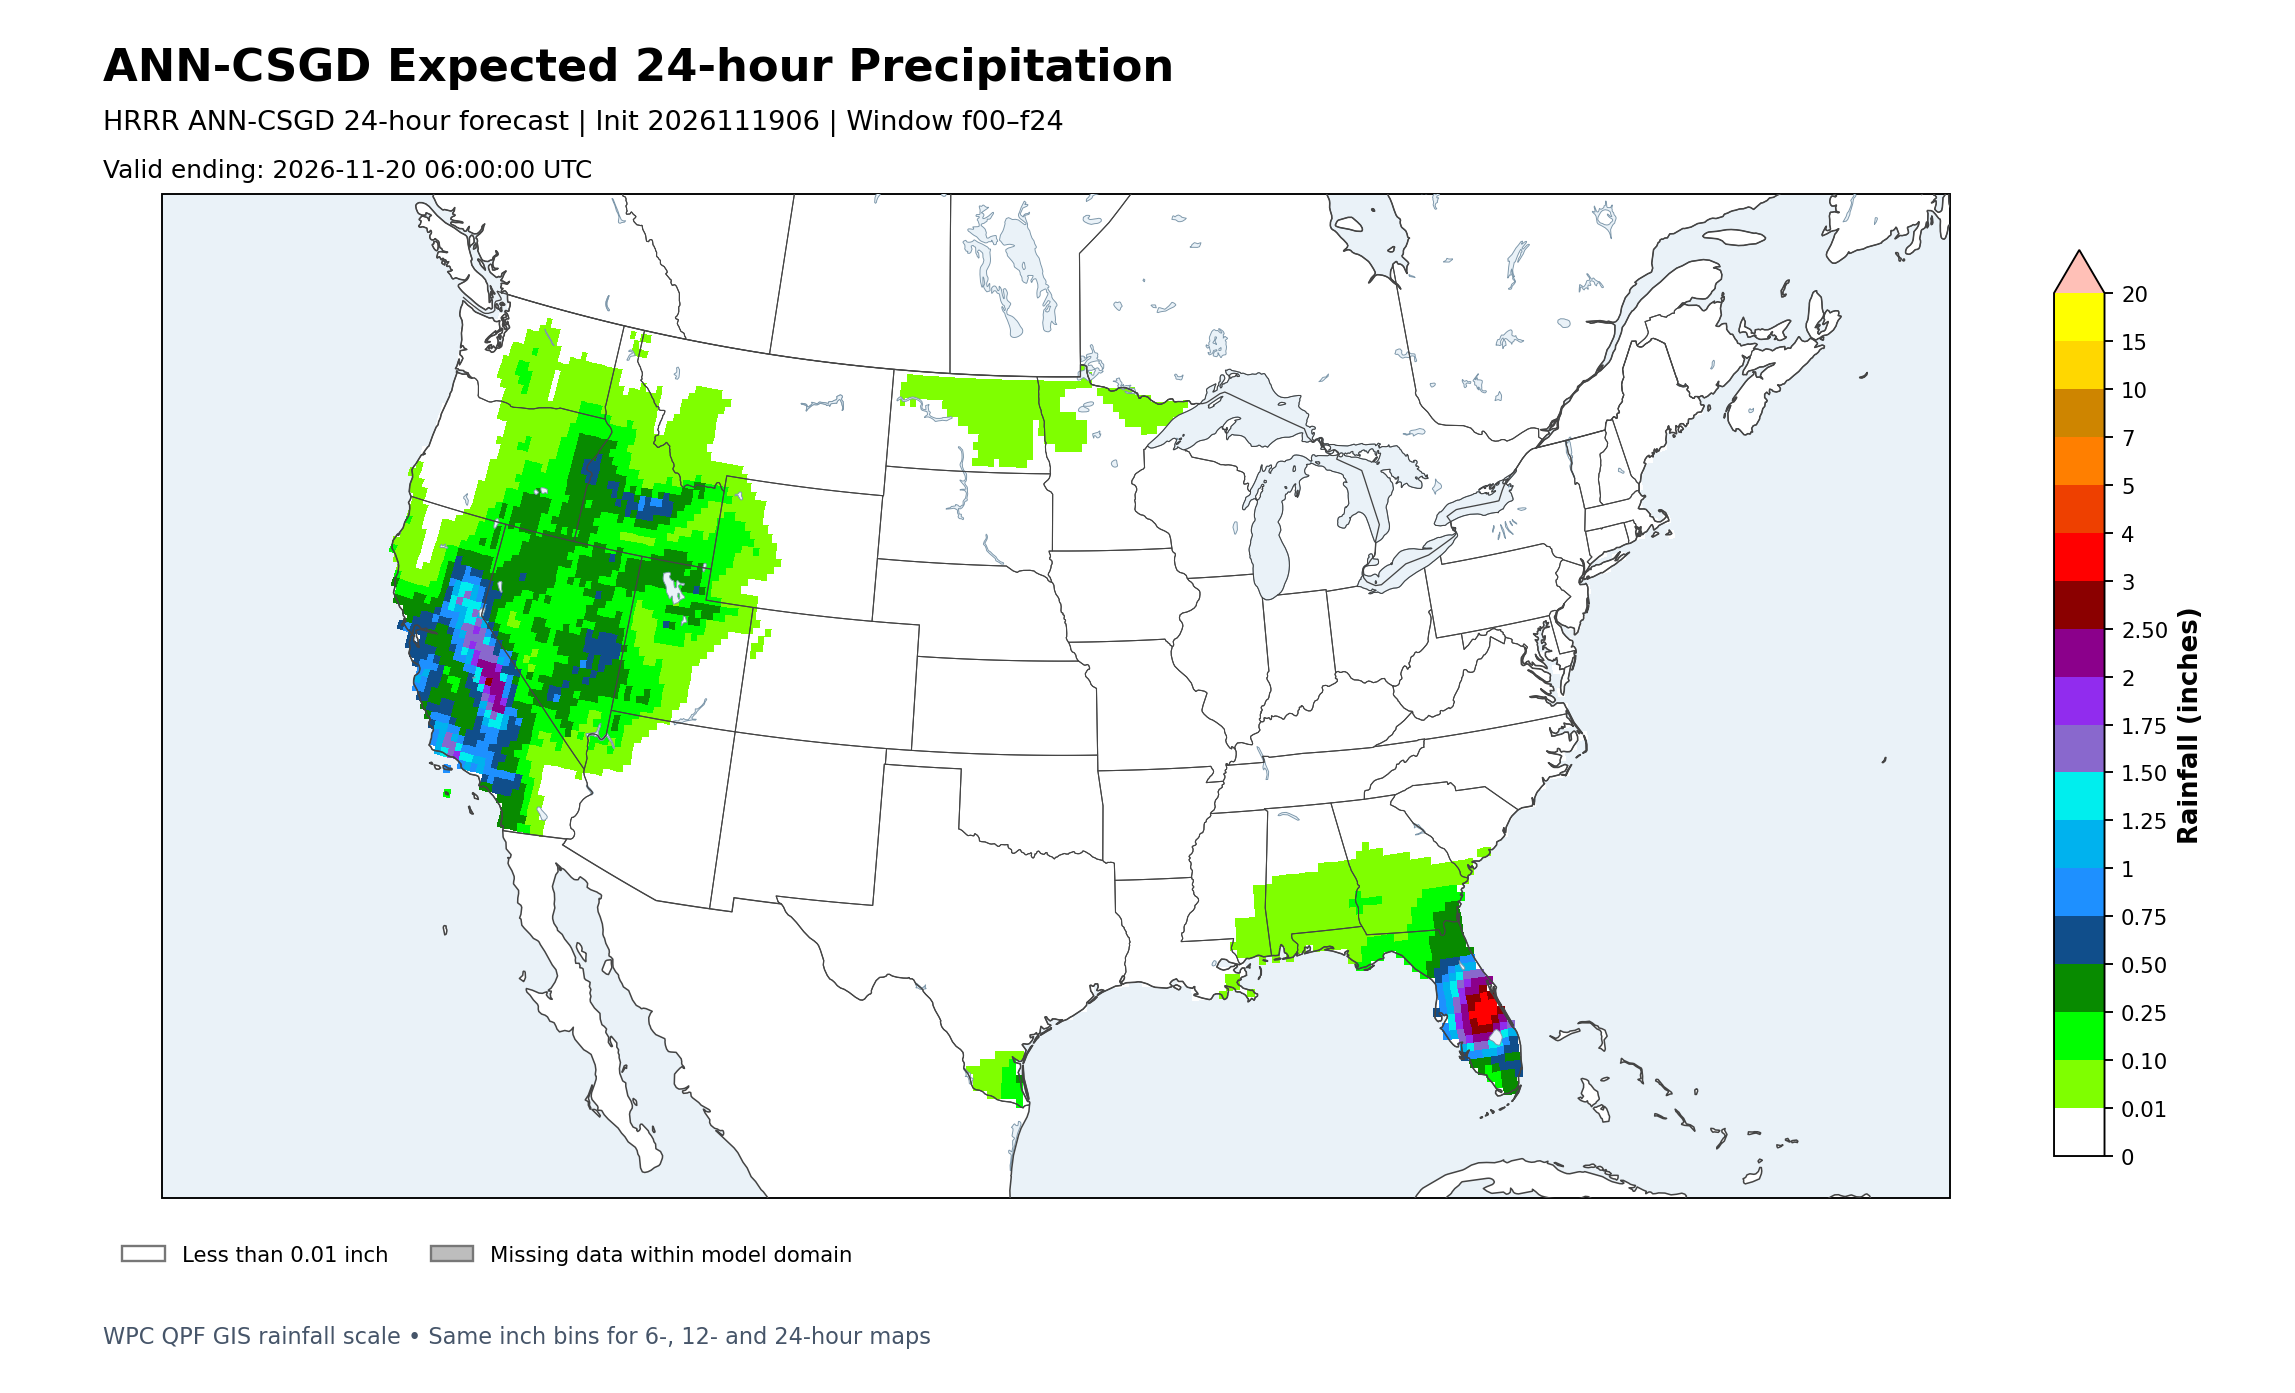 ANN-CSGD Expected 24-hour Precipitation
HRRR ANN-CSGD 24-hour forecast | Init 2026111906 | Window f00–f24
Valid ending: 2026-11-20 06:00:00 UTC
20
15
10
7
5
4
3
2.50
2
1.75
1.50
1.25
1
0.75
0.50
0.25
0.10
0.01
0
Rainfall (inches)
Less than 0.01 inch
Missing data within model domain
WPC QPF GIS rainfall scale • Same inch bins for 6-, 12- and 24-hour maps